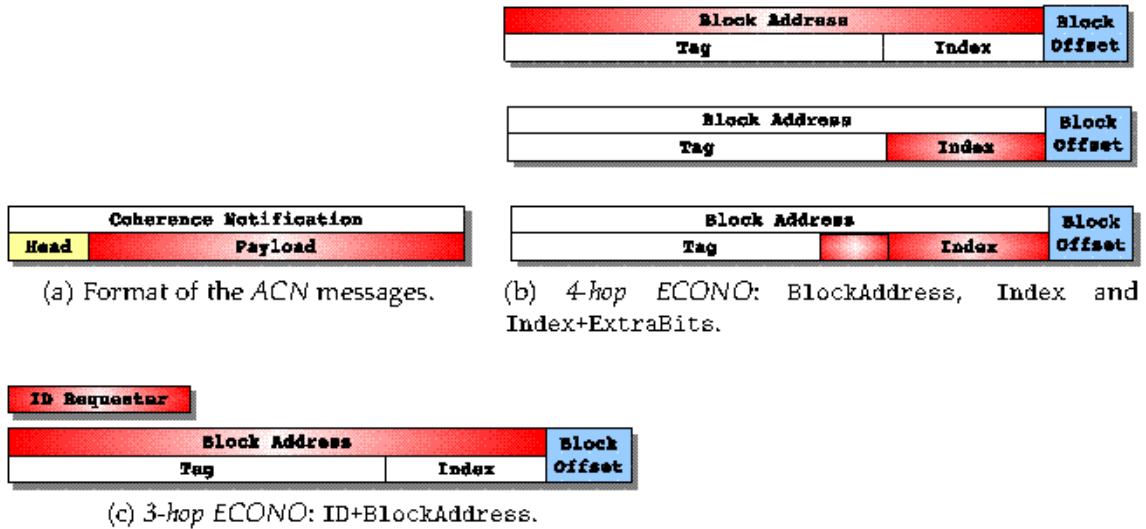 Block Address
Block Offset
Tag Index
Block Address
Block Offset
Tag Index
Coherence Notification
Head Payload
Block Address
Block Offset
Tag Index
(a) Format of the ACN messages.
(b) 4-hop ECONO: BlockAddress, Index and
Index+ExtraBits.
ID Requester
Block Address
Block Offset
Tag Index
(c) 3-hop ECONO: ID+BlockAddress.